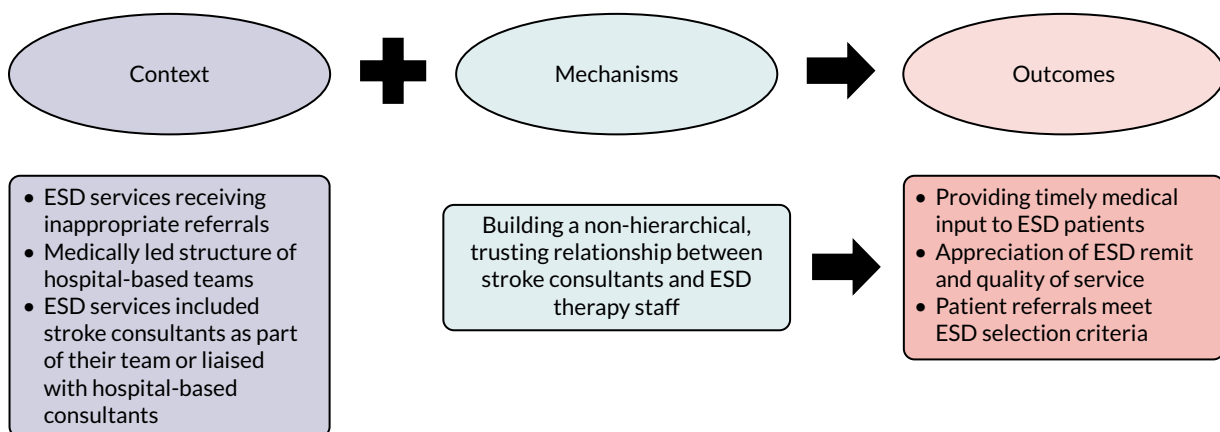 Context
Mechanisms
Outcomes
• ESD services receiving
inappropriate referrals
• Medically led structure of
hospital-based teams
• ESD services included
stroke consultants as part
of their team or liaised
with hospital-based
consultants
Building a non-hierarchical,
trusting relationship between
stroke consultants and ESD
therapy staff
• Providing timely medical
input to ESD patients
• Appreciation of ESD remit
and quality of service
• Patient referrals meet
ESD selection criteria